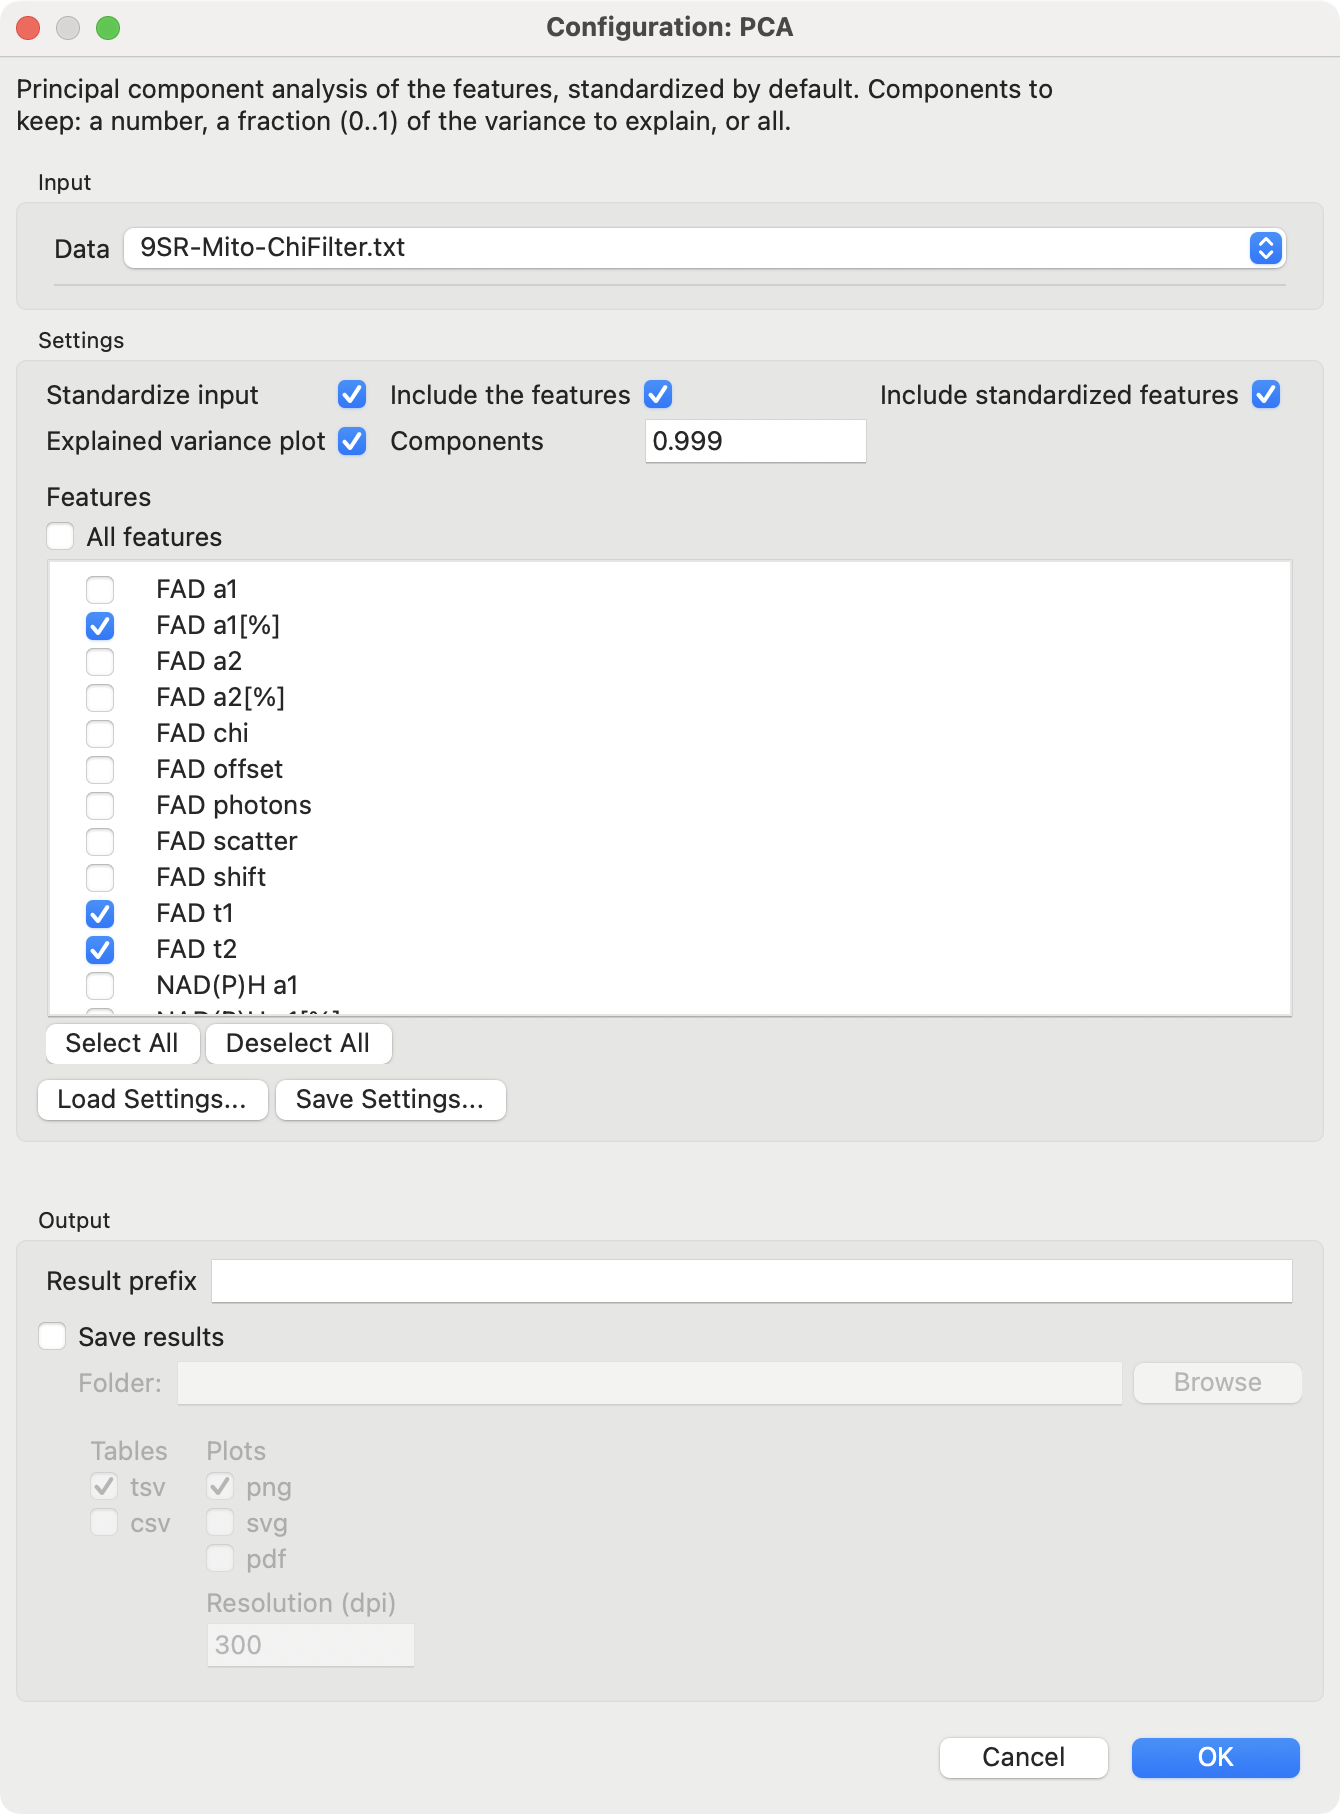 Configuration: PCA
Principal component analysis of the features, standardized by default. Components to
keep: a number, a fraction (0..1) of the variance to explain, or all.
Input
Data 9SR-Mito-ChiFilter.txt
Settings
Standardize input Include the features Include standardized features
Explained variance plot Components 0.999
Features
All features
FAD a1
FAD a1[%]
FAD a2
FAD a2[%]
FAD chi
FAD offset
FAD photons
FAD scatter
FAD shift
FAD t1
FAD t2
NAD(P)H a1
Select All Deselect All
Load Settings... Save Settings...
Output
Result prefix
Save results
Folder: Browse
Tables Plots
tsv png
csv svg
pdf
Resolution (dpi)
300
Cancel OK